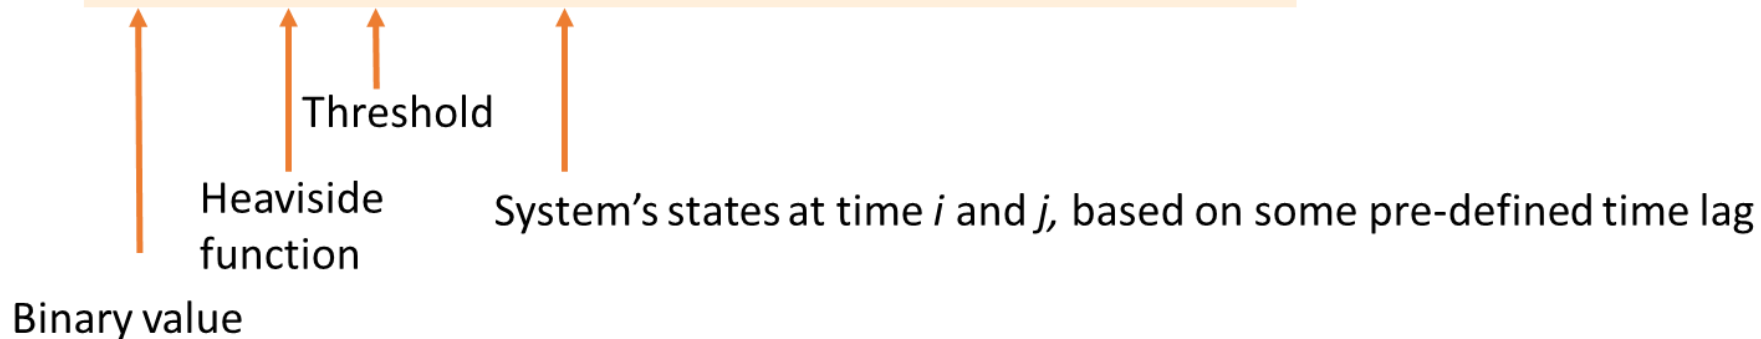 Threshold
Heaviside
function
System’s states at time i and j, based on some pre-defined time lag
Binary value